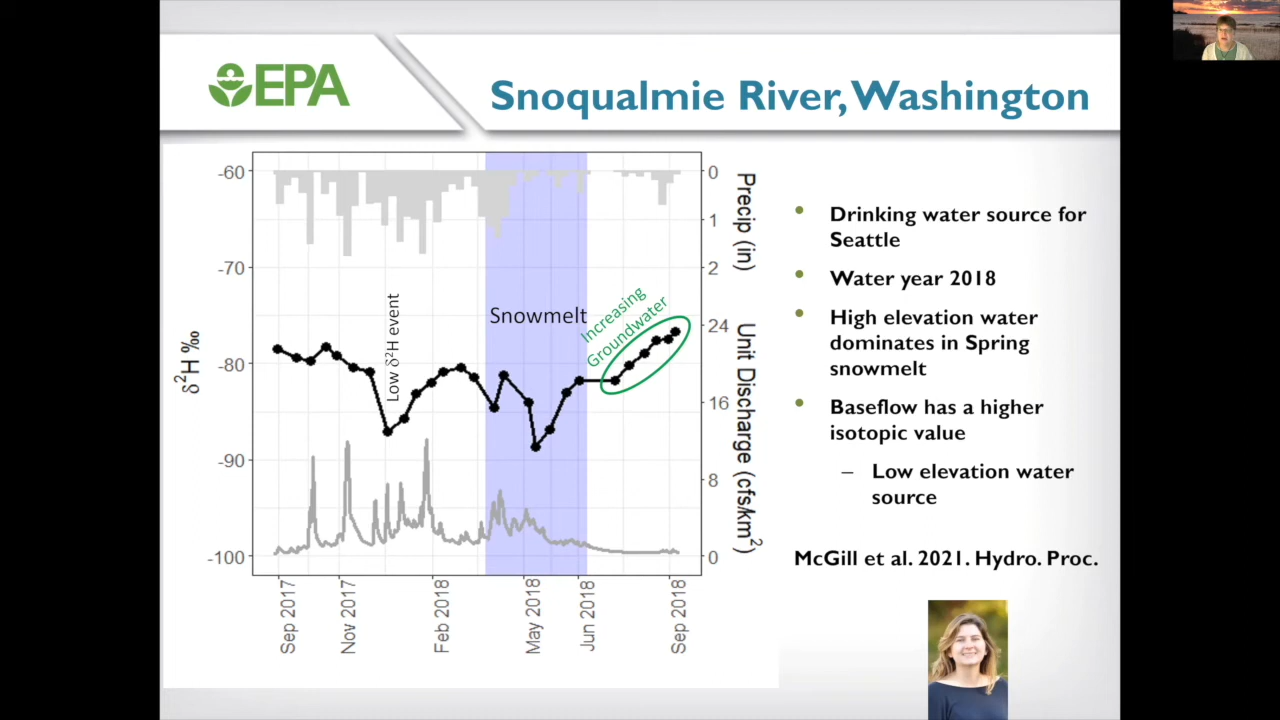 EPA
Snoqualmie River, Washington
-60
-70
-80
-90
-100
δ²H ‰
0
1
2
Precip (in)
24
16
8
0
Unit Discharge (cfs/km²)
Low δ²H event
Snowmelt
Increasing
Groundwater
Sep 2017
Nov 2017
Feb 2018
May 2018
Jun 2018
Sep 2018
• Drinking water source for
Seattle
• Water year 2018
• High elevation water
dominates in Spring
snowmelt
• Baseflow has a higher
isotopic value
– Low elevation water
source
McGill et al. 2021. Hydro. Proc.